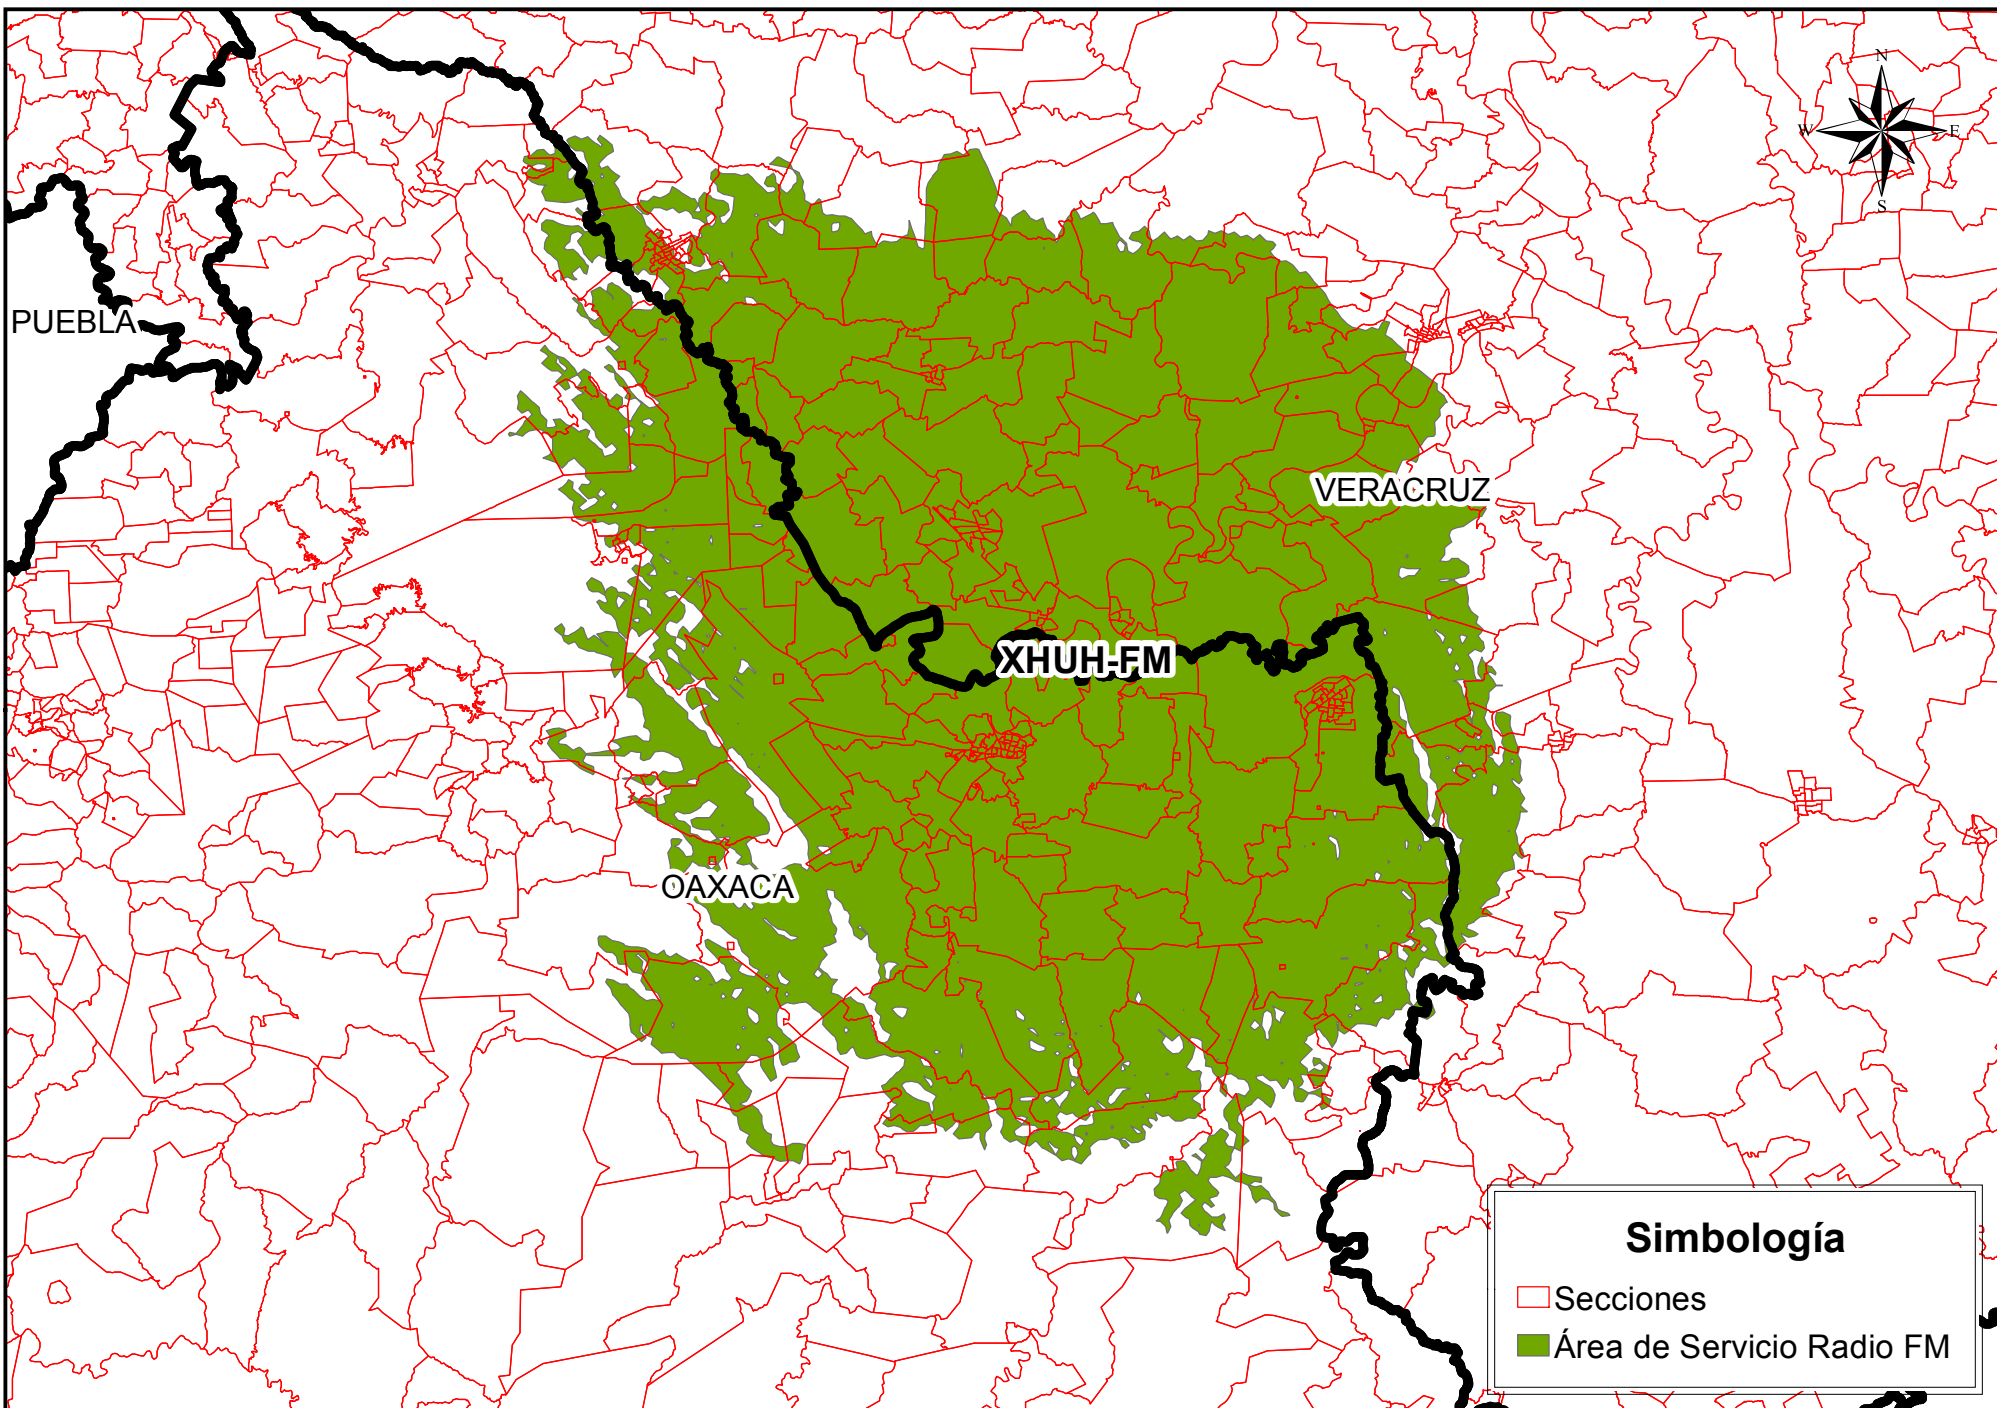 N
W E
S
PUEBLA
VERACRUZ
XHUH-FM
OAXACA
Simbología
Secciones
Área de Servicio Radio FM